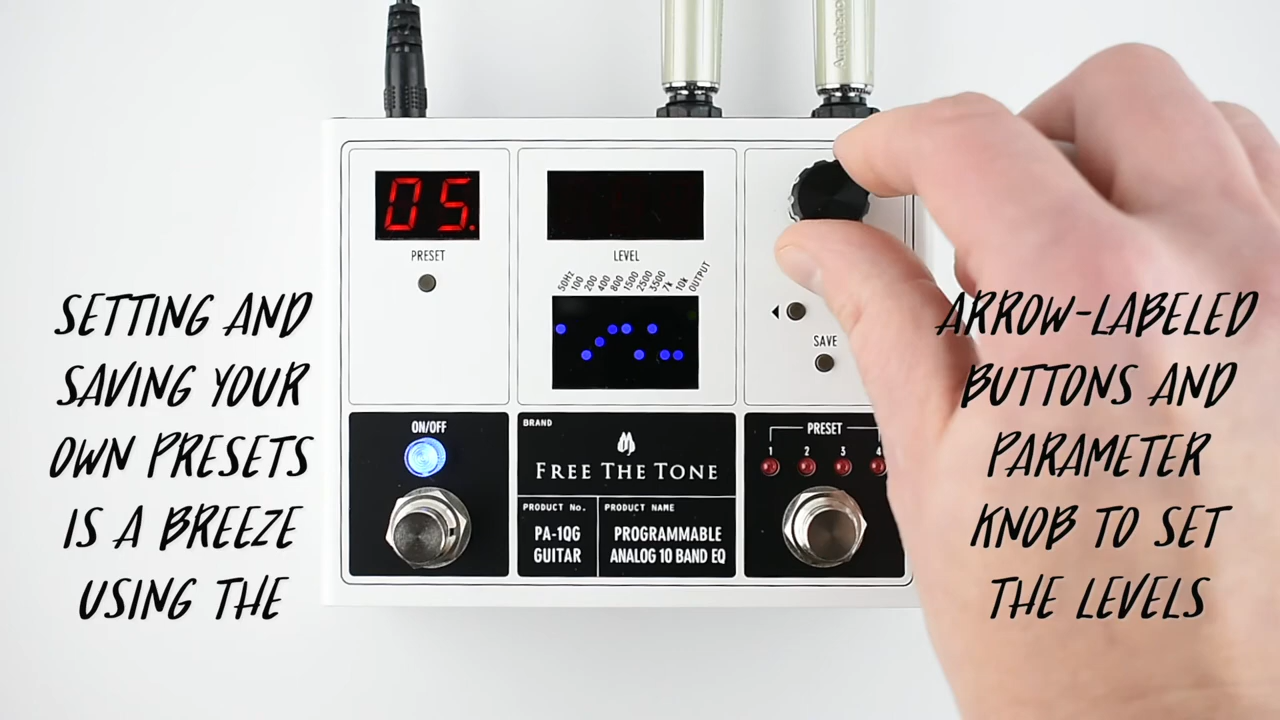 SETTING AND
SAVING YOUR
OWN PRESETS
IS A BREEZE
USING THE
ARROW-LABELED
BUTTONS AND
PARAMETER
KNOB TO SET
THE LEVELS
Amphenol
05.
PRESET
LEVEL
50Hz 100 200 400 800 1500 2500 3500 7k 10k OUTPUT
SAVE
ON/OFF
BRAND
FREE THE TONE
PRODUCT No.
PA-1QG
GUITAR
PRODUCT NAME
PROGRAMMABLE
ANALOG 10 BAND EQ
PRESET
1 2 3 4